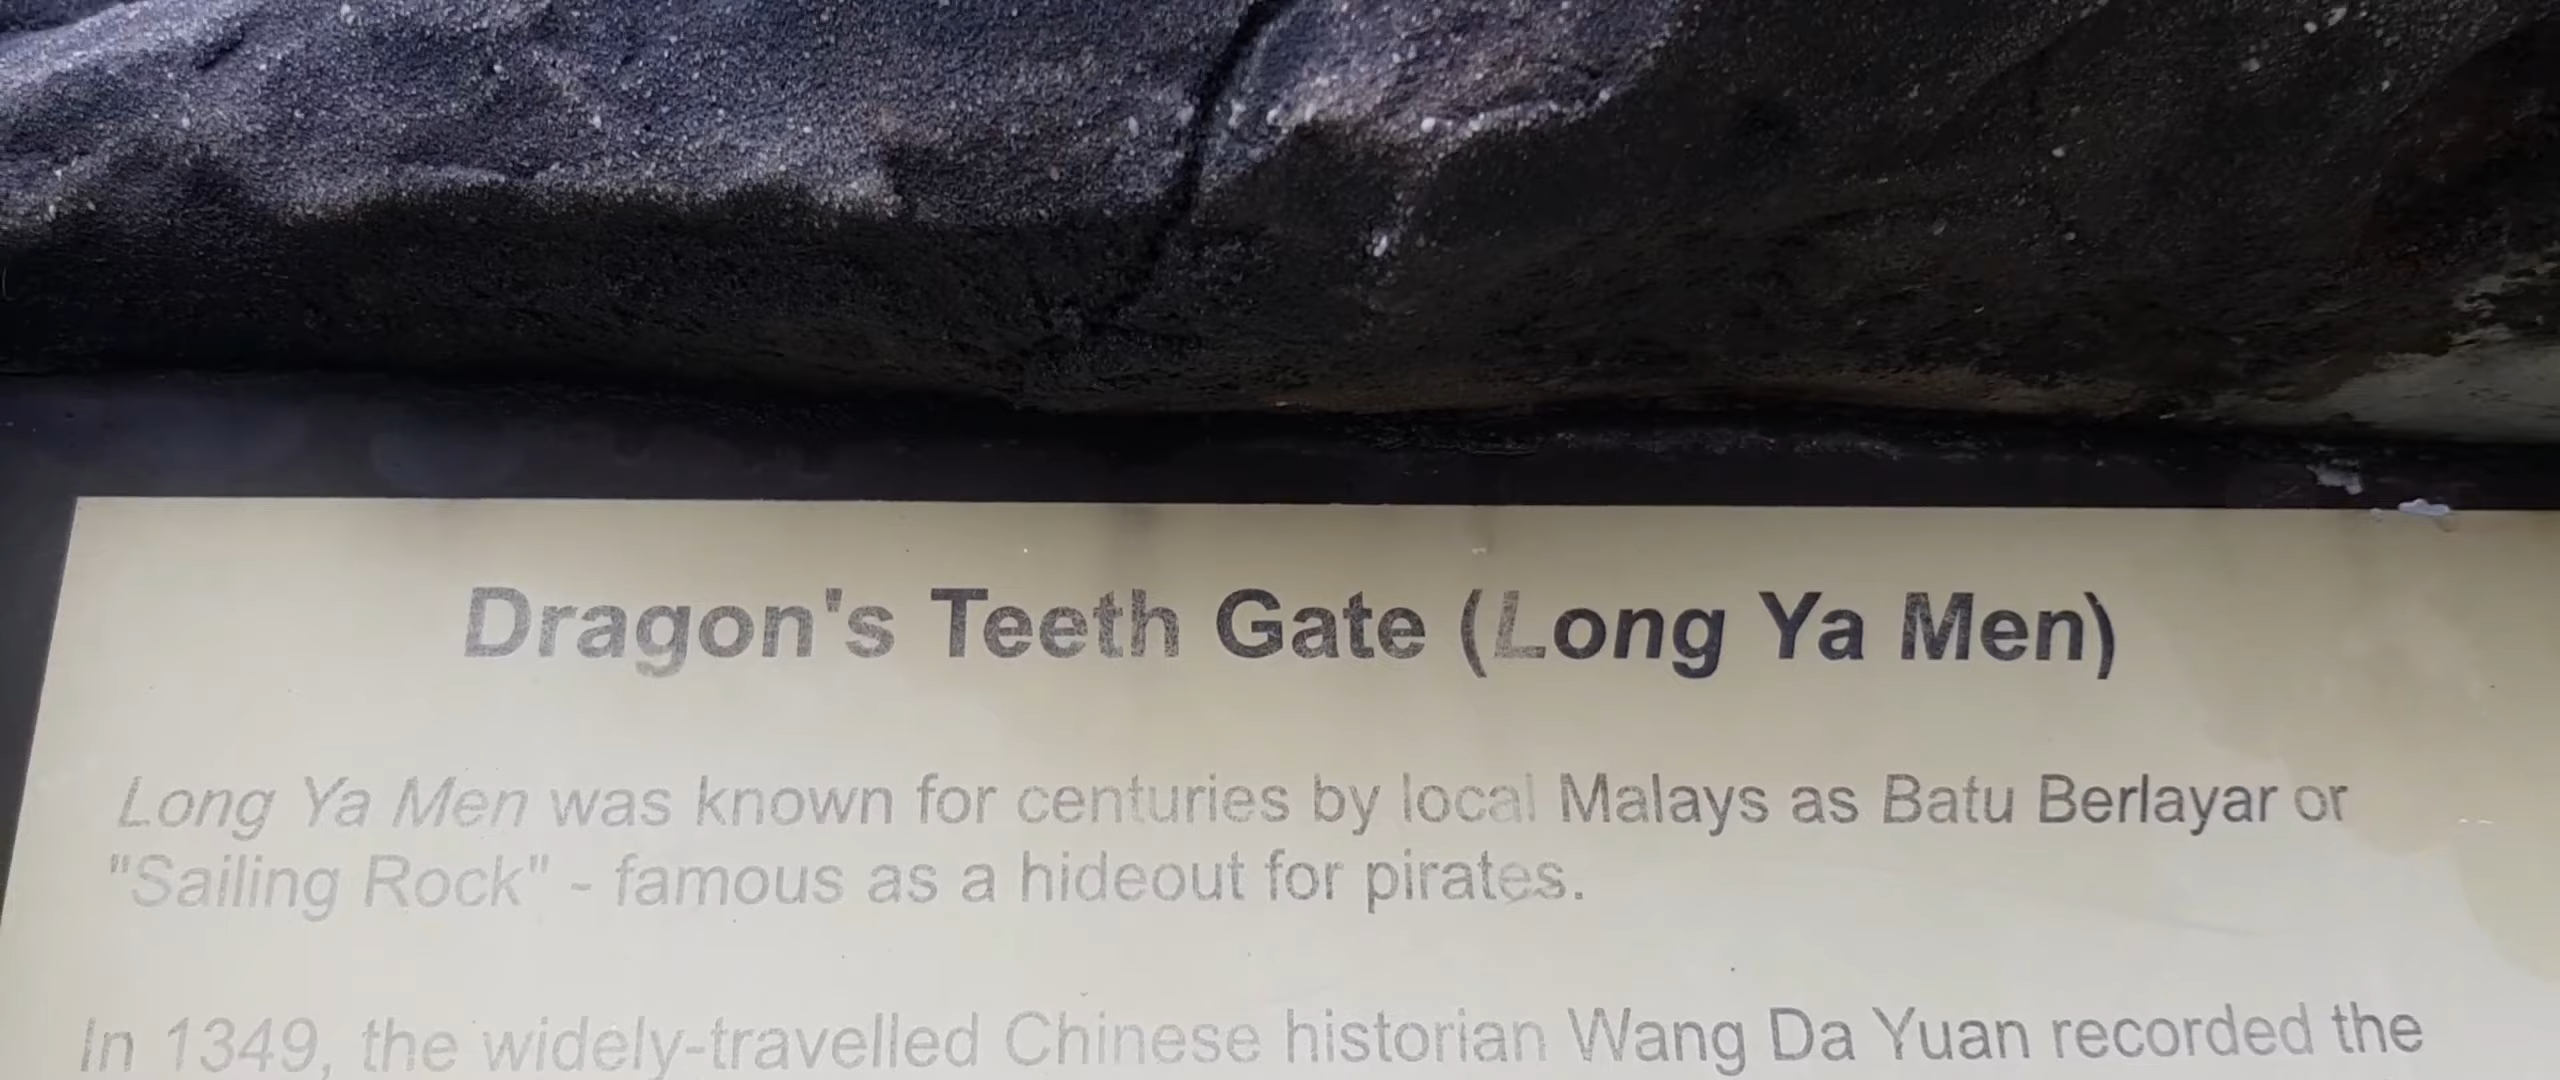 Dragon's Teeth Gate (Long Ya Men)
Long Ya Men was known for centuries by local Malays as Batu Berlayar or
"Sailing Rock" - famous as a hideout for pirates.
In 1349, the widely-travelled Chinese historian Wang Da Yuan recorded the